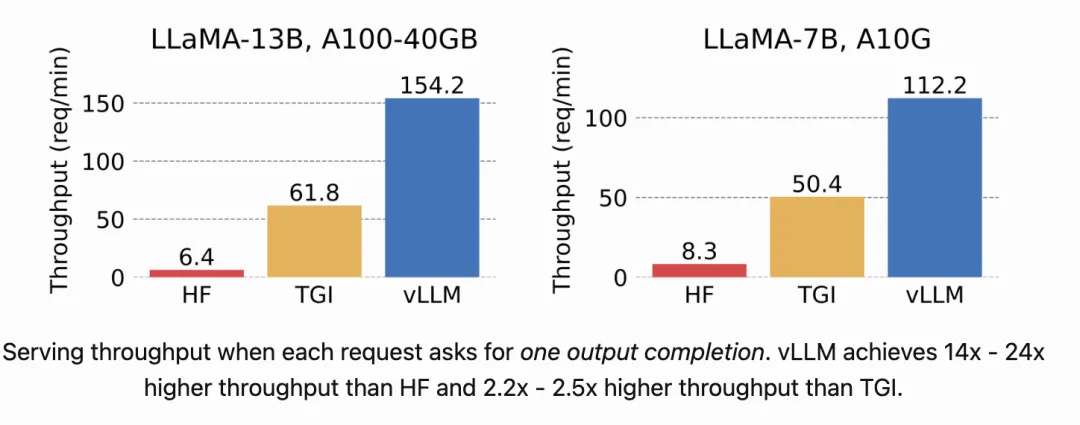 LLaMA-13B, A100-40GB
Throughput (req/min)
150
100
50
0
6.4
61.8
154.2
HF
TGI
vLLM
LLaMA-7B, A10G
Throughput (req/min)
100
50
0
8.3
50.4
112.2
HF
TGI
vLLM
Serving throughput when each request asks for one output completion. vLLM achieves 14x - 24x
higher throughput than HF and 2.2x - 2.5x higher throughput than TGI.